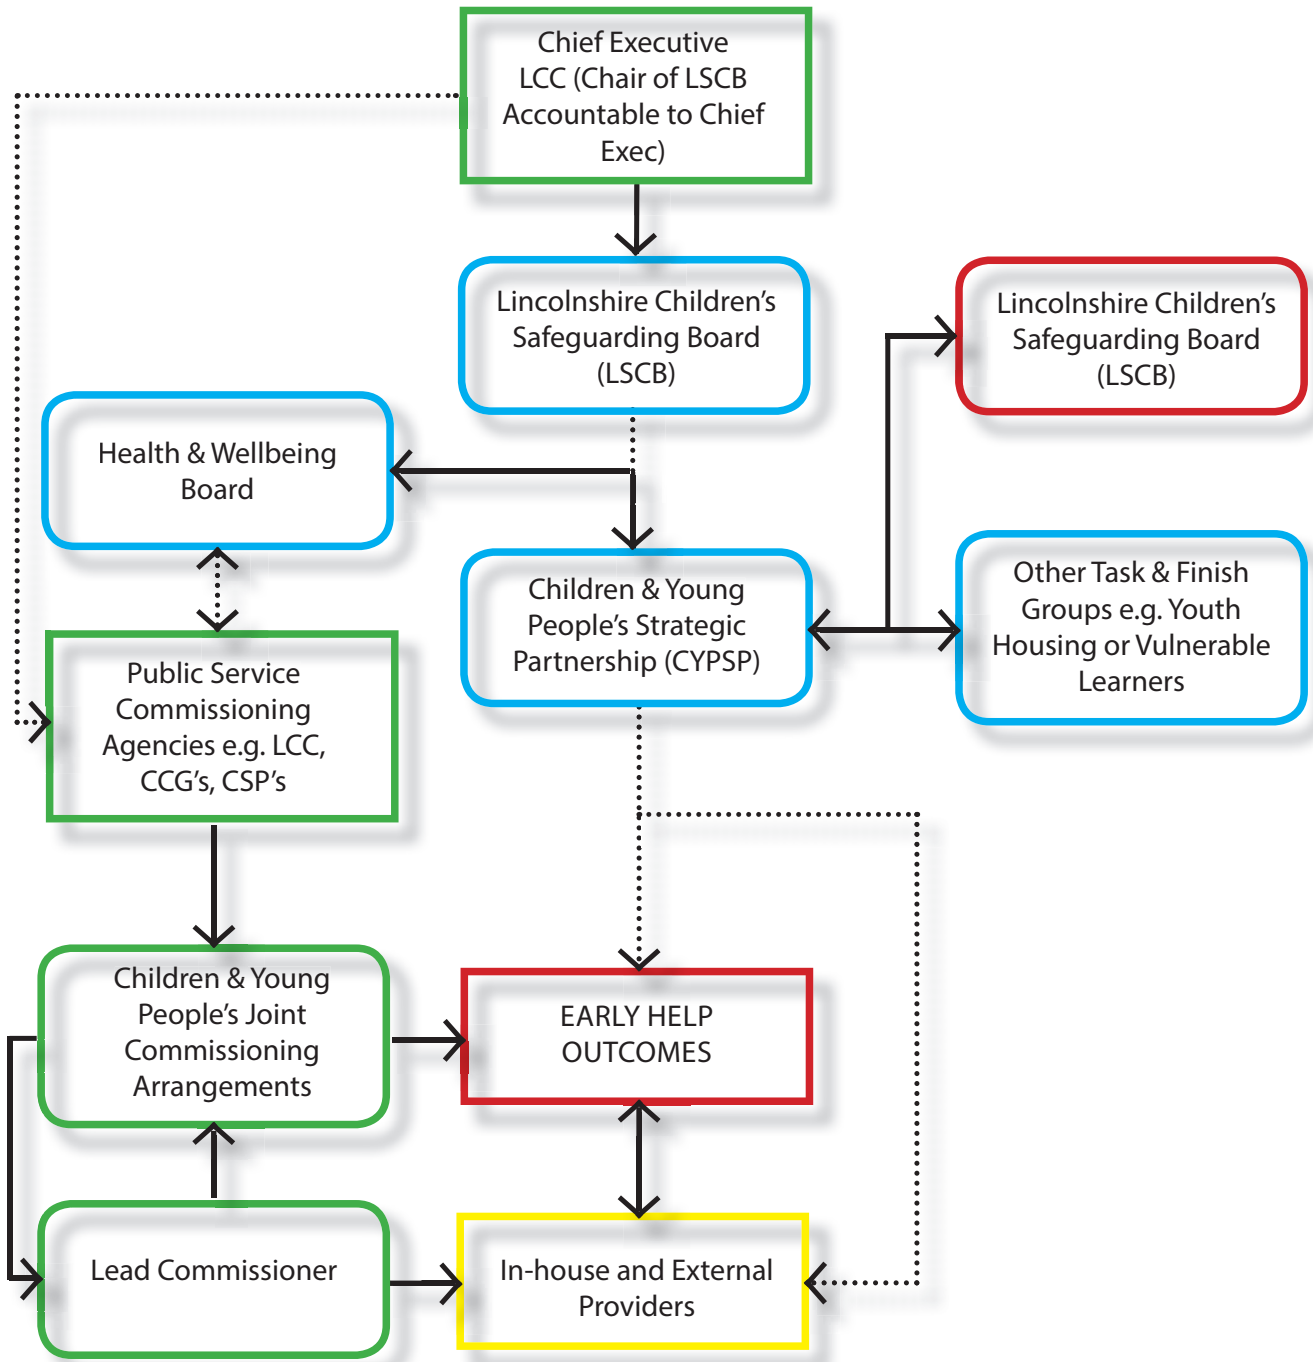 Chief Executive
LCC (Chair of LSCB
Accountable to Chief
Exec)
Lincolnshire Children’s
Safeguarding Board
(LSCB)
Lincolnshire Children’s
Safeguarding Board
(LSCB)
Health & Wellbeing
Board
Children & Young
People’s Strategic
Partnership (CYPSP)
Other Task & Finish
Groups e.g. Youth
Housing or Vulnerable
Learners
Public Service
Commissioning
Agencies e.g. LCC,
CCG’s, CSP’s
Children & Young
People’s Joint
Commissioning
Arrangements
EARLY HELP
OUTCOMES
Lead Commissioner
In-house and External
Providers